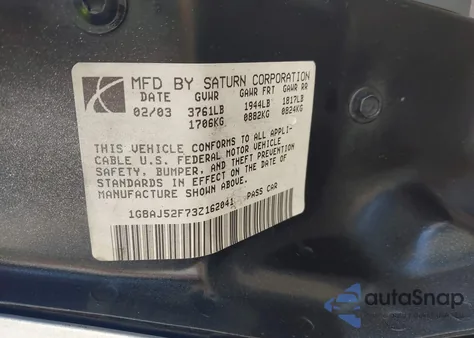 MFD BY SATURN CORPORATION
DATE GVWR GAWR FRT GAWR RR
02/03 3761LB 1944LB 1817LB
1706KG 0882KG 0824KG
THIS VEHICLE CONFORMS TO ALL APPLI-
CABLE U.S. FEDERAL MOTOR VEHICLE
SAFETY, BUMPER, AND THEFT PREVENTION
STANDARDS IN EFFECT ON THE DATE OF
MANUFACTURE SHOWN ABOVE.
1G8AJ52F73Z162041 PASS CAR
autoSnap